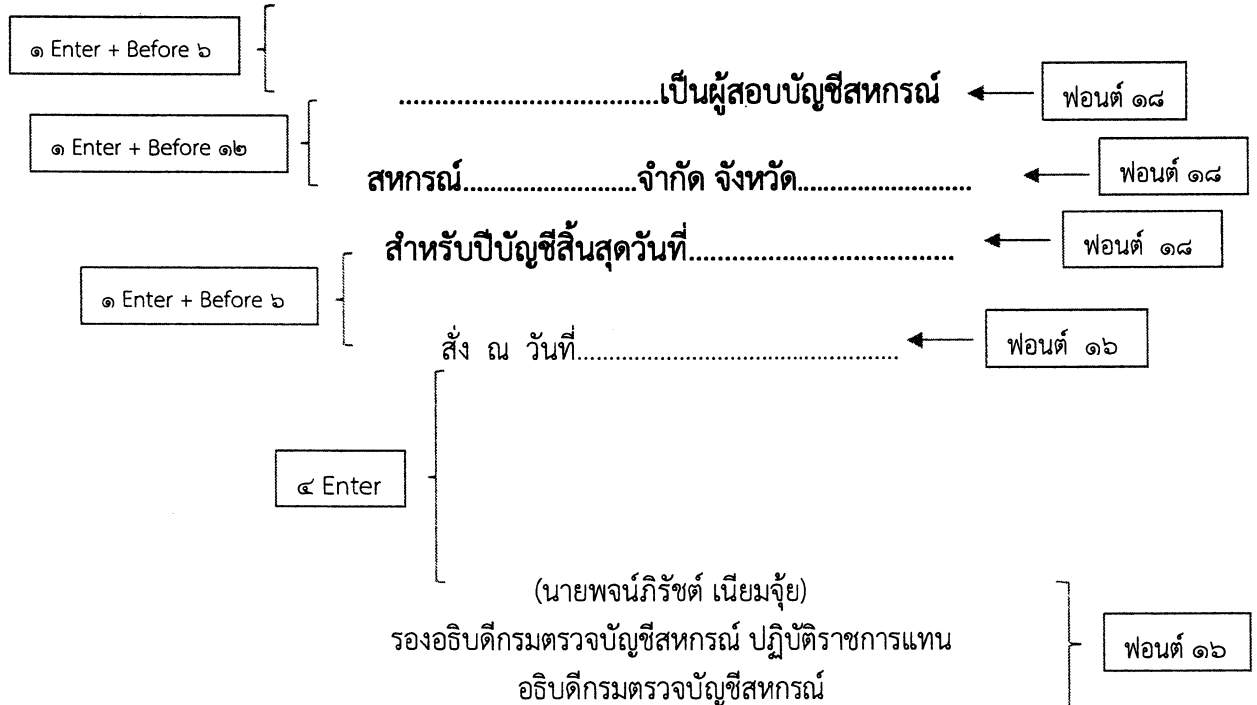 ๑ Enter + Before ๖
..................................เป็นผู้สอบบัญชีสหกรณ์
ฟอนต์ ๑๘
๑ Enter + Before ๑๒
สหกรณ์..........................จำกัด จังหวัด..........................
ฟอนต์ ๑๘
สำหรับปีบัญชีสิ้นสุดวันที่.....................................
ฟอนต์ ๑๘
๑ Enter + Before ๖
สั่ง ณ วันที่.............................................
ฟอนต์ ๑๖
๔ Enter
(นายพจน์ภิรัชต์ เนียมจุ้ย)
รองอธิบดีกรมตรวจบัญชีสหกรณ์ ปฏิบัติราชการแทน
ฟอนต์ ๑๖
อธิบดีกรมตรวจบัญชีสหกรณ์